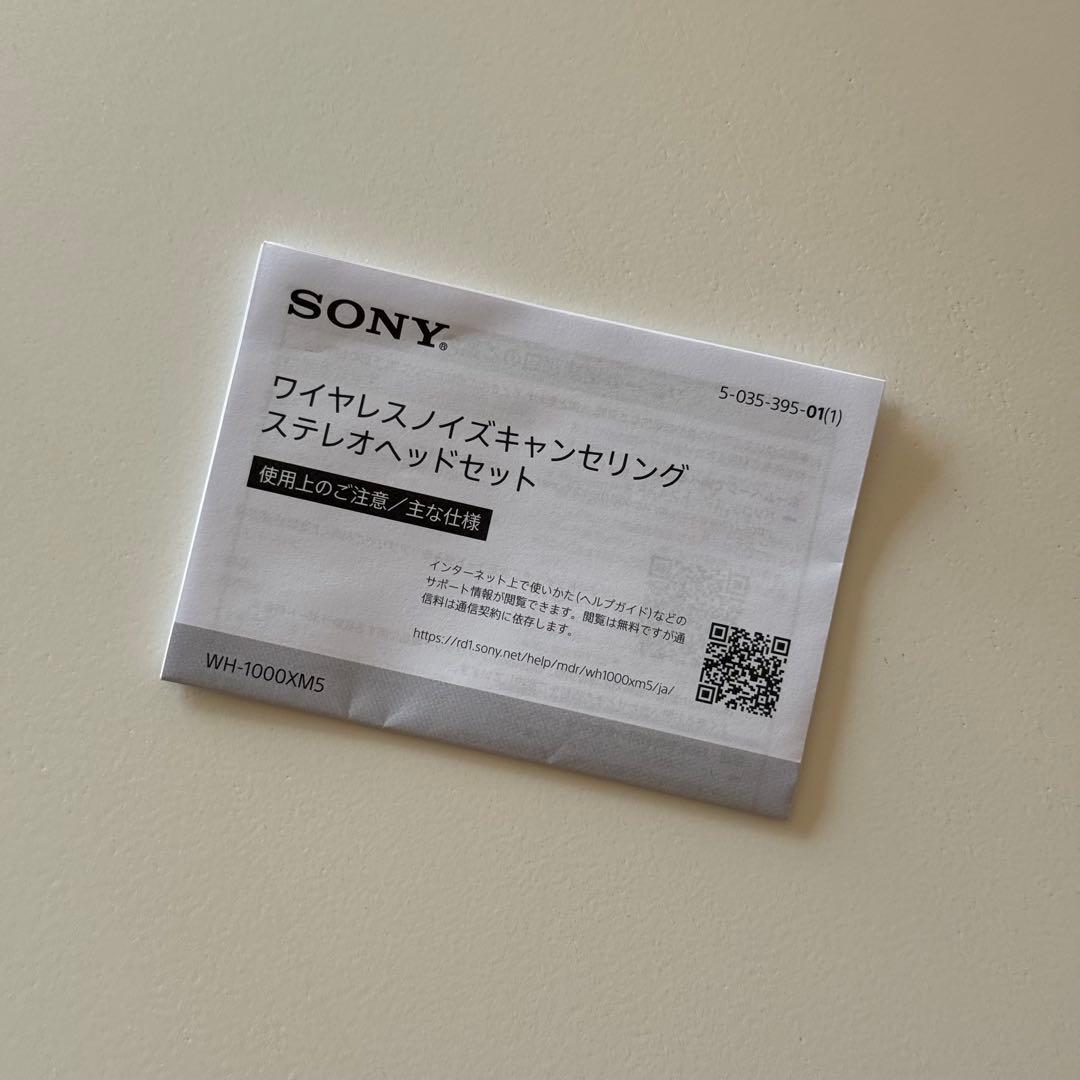 SONY®
5-035-395-01(1)
ワイヤレスノイズキャンセリング
ステレオヘッドセット
使用上のご注意／主な仕様
インターネット上で使いかた（ヘルプガイド）などの
サポート情報が閲覧できます。閲覧は無料ですが通
信料は通信契約に依存します。
https://rd1.sony.net/help/mdr/wh1000xm5/ja/
WH-1000XM5